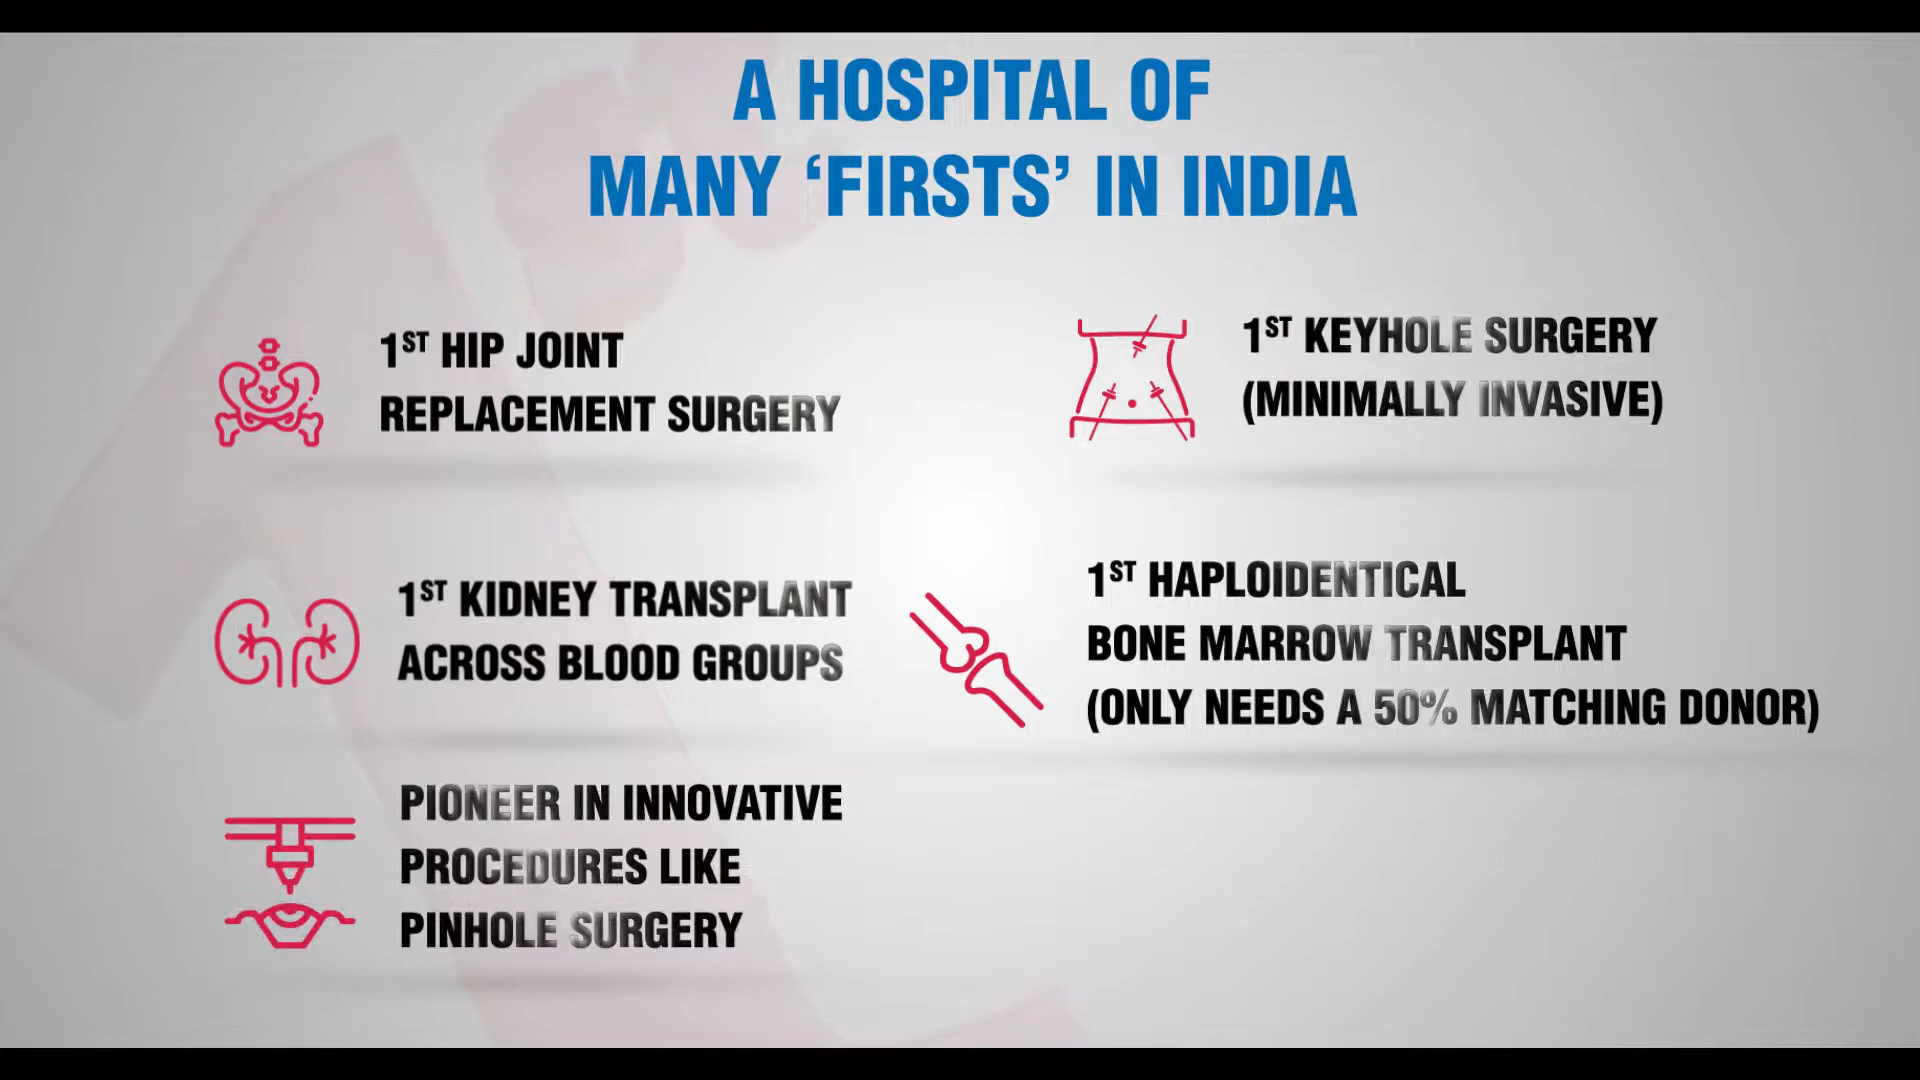 A HOSPITAL OF
MANY ‘FIRSTS’ IN INDIA
1ST HIP JOINT
REPLACEMENT SURGERY
1ST KEYHOLE SURGERY
(MINIMALLY INVASIVE)
1ST KIDNEY TRANSPLANT
ACROSS BLOOD GROUPS
1ST HAPLOIDENTICAL
BONE MARROW TRANSPLANT
(ONLY NEEDS A 50% MATCHING DONOR)
PIONEER IN INNOVATIVE
PROCEDURES LIKE
PINHOLE SURGERY